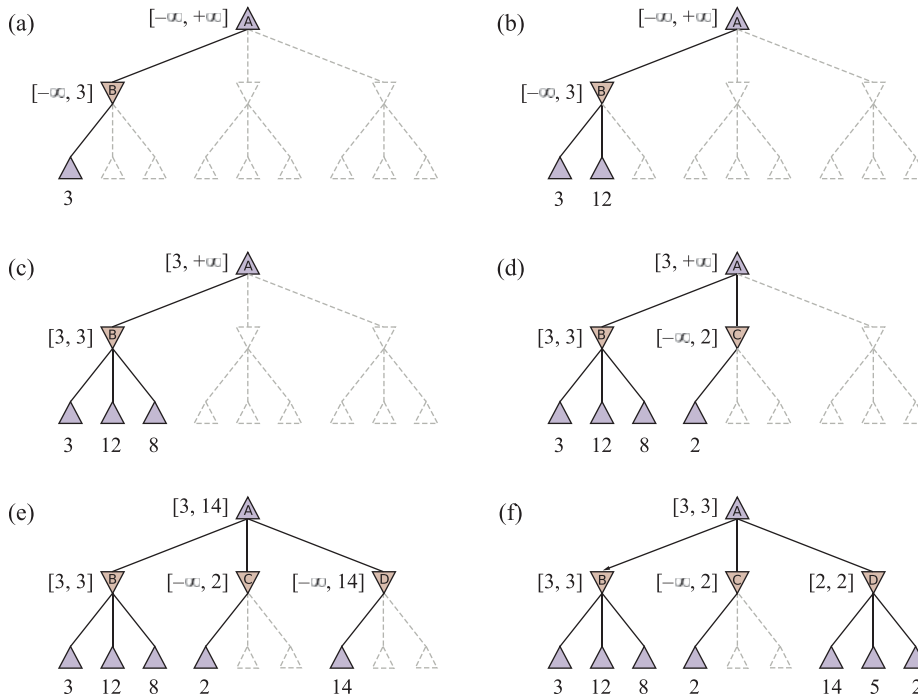 (a) [−∞, +∞] A
[−∞, 3] B
3
(b) [−∞, +∞] A
[−∞, 3] B
3 12
(c) [3, +∞] A
[3, 3] B
3 12 8
(d) [3, +∞] A
[3, 3] B [−∞, 2] C
3 12 8 2
(e) [3, 14] A
[3, 3] B [−∞, 2] C [−∞, 14] D
3 12 8 2 14
(f) [3, 3] A
[3, 3] B [−∞, 2] C [2, 2] D
3 12 8 2 14 5 2